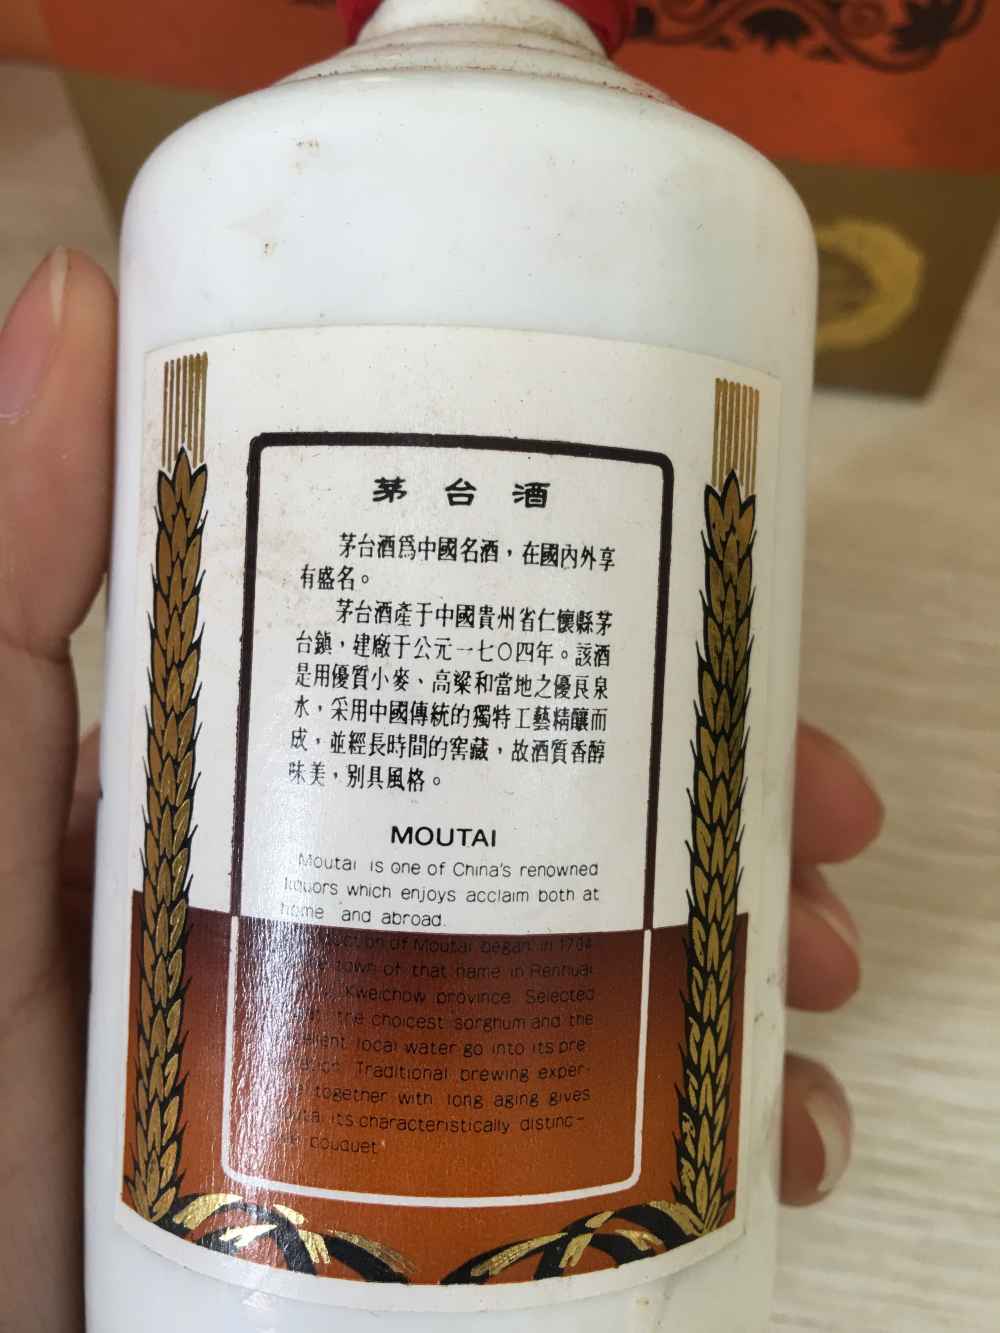 茅台酒
茅台酒爲中國名酒，在國內外享
有盛名。
茅台酒產于中國貴州省仁懷縣茅
台鎮，建廠于公元一七〇四年。該酒
是用優質小麥、高粱和當地之優良泉
水，采用中國傳統的獨特工藝精釀而
成，並經長時間的窖藏，故酒質香醇
味美，別具風格。
MOUTAI
Moutai is one of China's renowned
liquors which enjoys acclaim both at
home and abroad.
of Moutai began in 1704
town of that name in Renhuai
Kweichow province. Selected
the choicest sorghum and the
local water go into its pre-
Traditional brewing exper-
together with long aging gives
its characteristically distinc-
bouquet